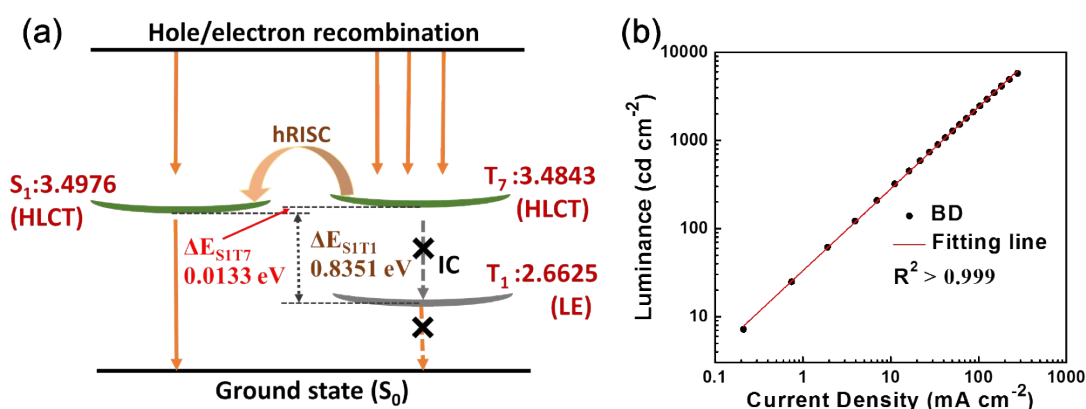 (a)
Hole/electron recombination
hRISC
S₁:3.4976
(HLCT)
T₇:3.4843
(HLCT)
ΔE_S1T7
0.0133 eV
ΔE_S1T1
0.8351 eV
IC
T₁:2.6625
(LE)
Ground state (S₀)
(b)
Luminance (cd cm⁻²)
10000
1000
100
10
BD
Fitting line
R² > 0.999
0.1
1
10
100
1000
Current Density (mA cm⁻²)